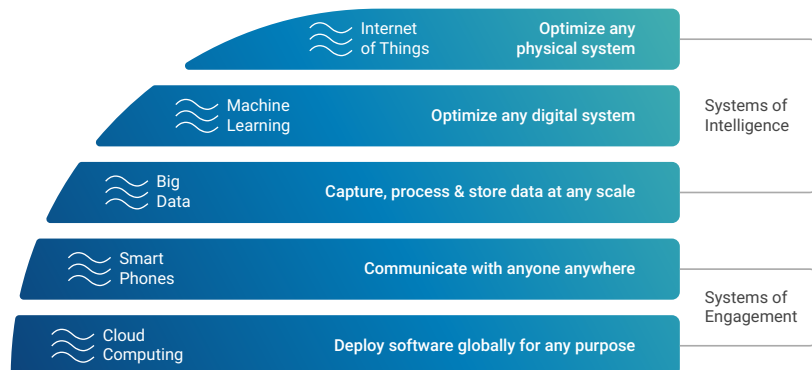 Internet
of Things
Optimize any
physical system
Machine
Learning
Optimize any digital system
Systems of
Intelligence
Big
Data
Capture, process & store data at any scale
Smart
Phones
Communicate with anyone anywhere
Systems of
Engagement
Cloud
Computing
Deploy software globally for any purpose